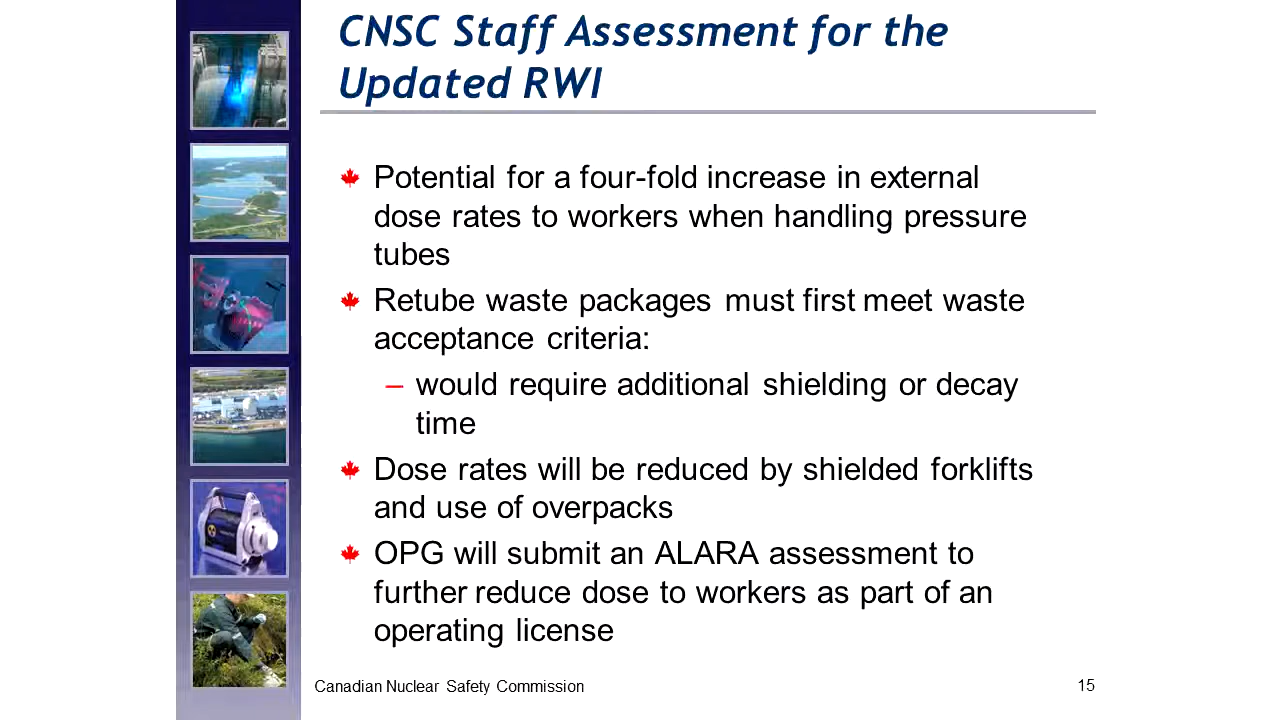 CNSC Staff Assessment for the
Updated RWI
Potential for a four-fold increase in external
dose rates to workers when handling pressure
tubes
Retube waste packages must first meet waste
acceptance criteria:
– would require additional shielding or decay
time
Dose rates will be reduced by shielded forklifts
and use of overpacks
OPG will submit an ALARA assessment to
further reduce dose to workers as part of an
operating license
Canadian Nuclear Safety Commission
15